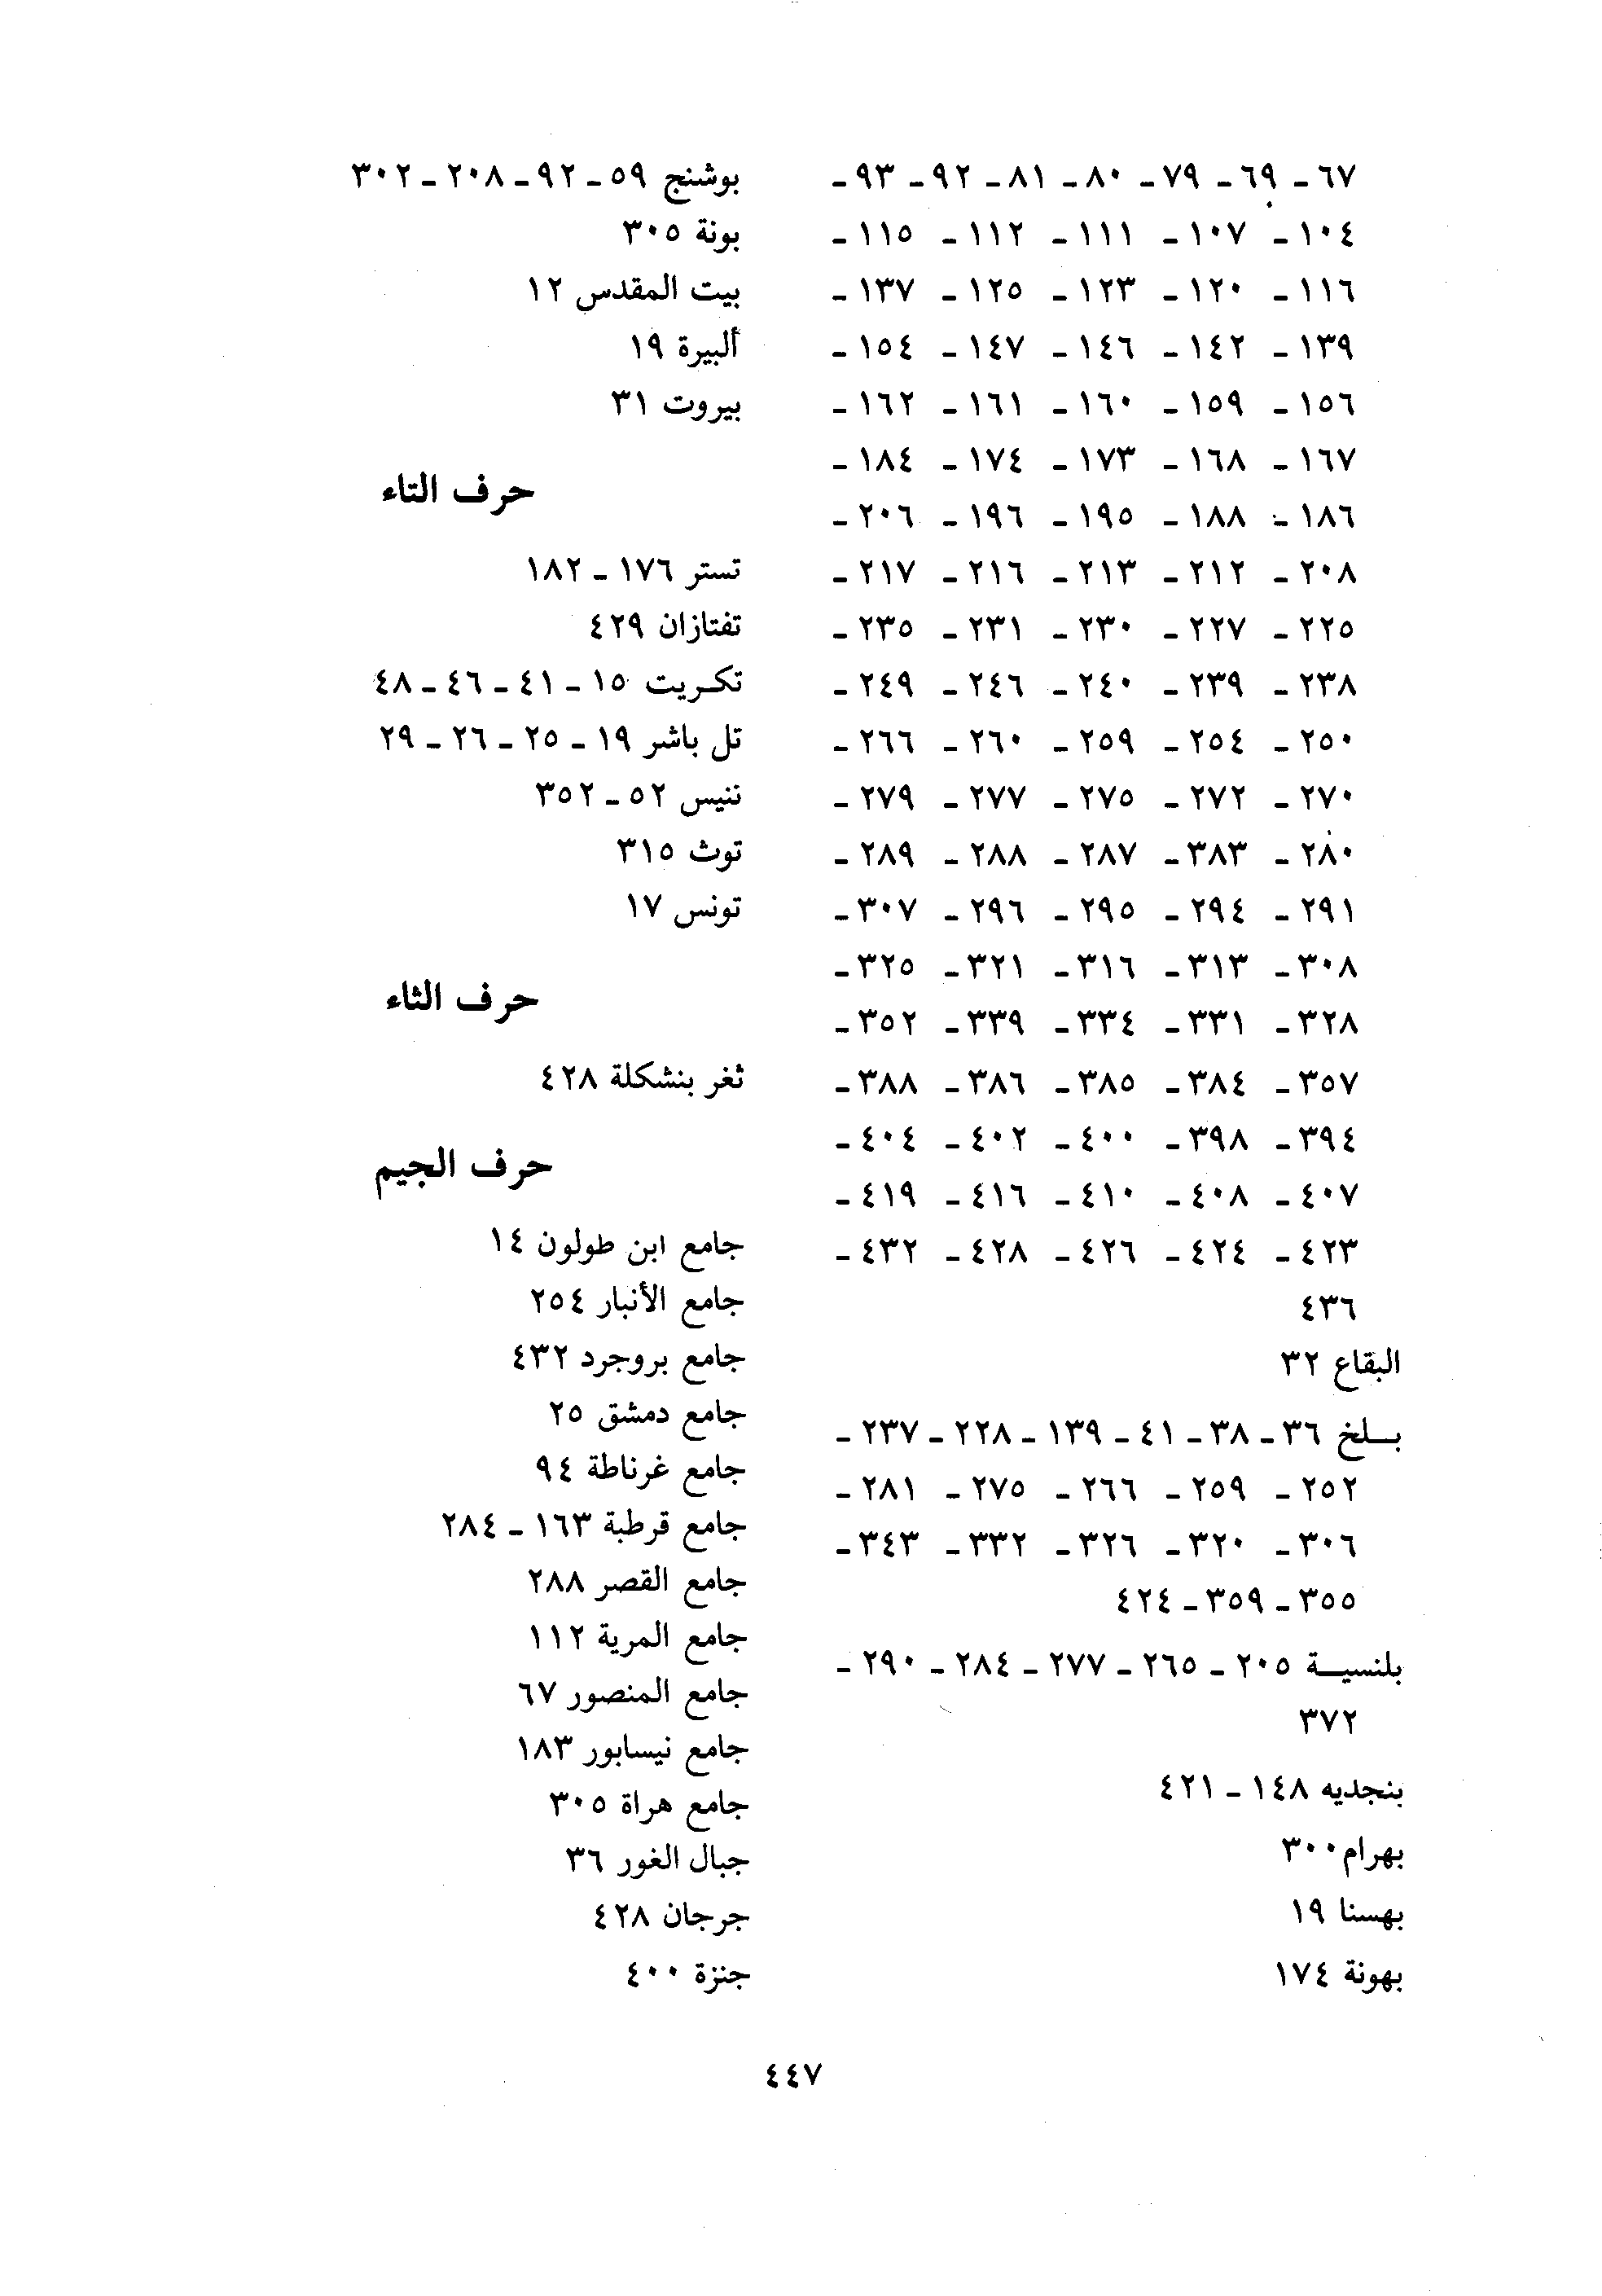 ٦٧ ـ ٦٩ ـ ٧٩ ـ ٨٠ ـ ٨١ ـ ٩٢ ـ ٩٣ ـ
١٠٤ ـ ١٠٧ ـ ١١١ ـ ١١٢ ـ ١١٥ ـ
١١٦ ـ ١٢٠ ـ ١٢٣ ـ ١٢٥ ـ ١٣٧ ـ
١٣٩ ـ ١٤٢ ـ ١٤٦ ـ ١٤٧ ـ ١٥٤ ـ
١٥٦ ـ ١٥٩ ـ ١٦٠ ـ ١٦١ ـ ١٦٢ ـ
١٦٧ ـ ١٦٨ ـ ١٧٣ ـ ١٧٤ ـ ١٨٤ ـ
١٨٦ ـ ١٨٨ ـ ١٩٥ ـ ١٩٦ ـ ٢٠٦ ـ
٢٠٨ ـ ٢١٢ ـ ٢١٣ ـ ٢١٦ ـ ٢١٧ ـ
٢٢٥ ـ ٢٢٧ ـ ٢٣٠ ـ ٢٣١ ـ ٢٣٥ ـ
٢٣٨ ـ ٢٣٩ ـ ٢٤٠ ـ ٢٤٦ ـ ٢٤٩ ـ
٢٥٠ ـ ٢٥٤ ـ ٢٥٩ ـ ٢٦٠ ـ ٢٦٦ ـ
٢٧٠ ـ ٢٧٢ ـ ٢٧٥ ـ ٢٧٧ ـ ٢٧٩ ـ
٢٨٠ ـ ٣٨٣ ـ ٢٨٧ ـ ٢٨٨ ـ ٢٨٩ ـ
٢٩١ ـ ٢٩٤ ـ ٢٩٥ ـ ٢٩٦ ـ ٣٠٧ ـ
٣٠٨ ـ ٣١٣ ـ ٣١٦ ـ ٣٢١ ـ ٣٢٥ ـ
٣٢٨ ـ ٣٣١ ـ ٣٣٤ ـ ٣٣٩ ـ ٣٥٢ ـ
٣٥٧ ـ ٣٨٤ ـ ٣٨٥ ـ ٣٨٦ ـ ٣٨٨ ـ
٣٩٤ ـ ٣٩٨ ـ ٤٠٠ ـ ٤٠٢ ـ ٤٠٤ ـ
٤٠٧ ـ ٤٠٨ ـ ٤١٠ ـ ٤١٦ ـ ٤١٩ ـ
٤٢٣ ـ ٤٢٤ ـ ٤٢٦ ـ ٤٢٨ ـ ٤٣٢ ـ
٤٣٦
البقاع ٣٢
بـلخ ٣٦ ـ ٣٨ ـ ٤١ ـ ١٣٩ ـ ٢٢٨ ـ ٢٣٧ ـ
٢٥٢ ـ ٢٥٩ ـ ٢٦٦ ـ ٢٧٥ ـ ٢٨١ ـ
٣٠٦ ـ ٣٢٠ ـ ٣٢٦ ـ ٣٣٢ ـ ٣٤٣ ـ
٣٥٥ ـ ٣٥٩ ـ ٤٢٤
بلنسيـة ٢٠٥ ـ ٢٦٥ ـ ٢٧٧ ـ ٢٨٤ ـ ٢٩٠ ـ
٣٧٢
بنجديه ١٤٨ ـ ٤٢١
بهرام ٣٠٠
بهسنا ١٩
بهونة ١٧٤
بوشنج ٥٩ ـ ٩٢ ـ ٢٠٨ ـ ٣٠٢
بونة ٣٠٥
بيت المقدس ١٢
ألبيرة ١٩
بيروت ٣١
حرف التاء
تستر ١٧٦ ـ ١٨٢
تفتازان ٤٢٩
تكـريت ١٥ ـ ٤١ ـ ٤٦ ـ ٤٨
تل باشر ١٩ ـ ٢٥ ـ ٢٦ ـ ٢٩
ننيس ٥٢ ـ ٣٥٢
توث ٣١٥
تونس ١٧
حرف الثاء
ثغر بنشكلة ٤٢٨
حرف الجيم
جامع ابن طولون ١٤
جامع الأنبار ٢٥٤
جامع بروجرد ٤٣٢
جامع دمشق ٢٥
جامع غرناطة ٩٤
جامع قرطبة ١٦٣ ـ ٢٨٤
جامع القصر ٢٨٨
جامع المرية ١١٢
جامع المنصور ٦٧
جامع نيسابور ١٨٣
جامع هراة ٣٠٥
جبال الغور ٣٦
جرجان ٤٢٨
جنزة ٤٠٠
٤٤٧